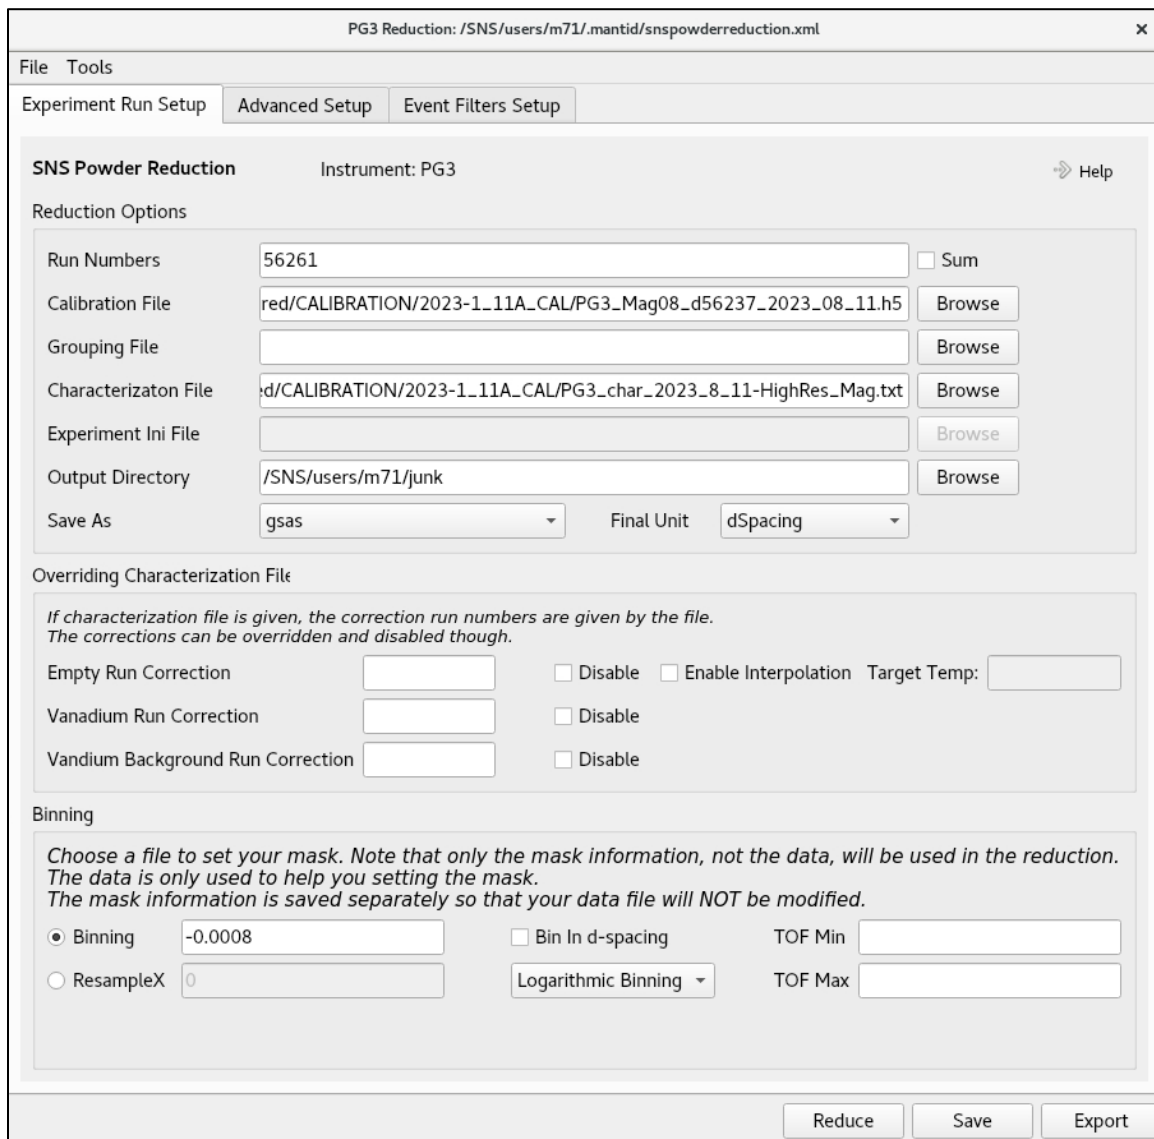 PG3 Reduction: /SNS/users/m71/.mantid/snspowderreduction.xml ×
File Tools
Experiment Run Setup Advanced Setup Event Filters Setup
SNS Powder Reduction Instrument: PG3 Help
Reduction Options
Run Numbers 56261 Sum
Calibration File red/CALIBRATION/2023-1_11A_CAL/PG3_Mag08_d56237_2023_08_11.h5 Browse
Grouping File Browse
Characterizaton File ed/CALIBRATION/2023-1_11A_CAL/PG3_char_2023_8_11-HighRes_Mag.txt Browse
Experiment Ini File Browse
Output Directory /SNS/users/m71/junk Browse
Save As gsas Final Unit dSpacing
Overriding Characterization File
If characterization file is given, the correction run numbers are given by the file.
The corrections can be overridden and disabled though.
Empty Run Correction Disable Enable Interpolation Target Temp:
Vanadium Run Correction Disable
Vandium Background Run Correction Disable
Binning
Choose a file to set your mask. Note that only the mask information, not the data, will be used in the reduction.
The data is only used to help you setting the mask.
The mask information is saved separately so that your data file will NOT be modified.
Binning -0.0008 Bin In d-spacing TOF Min
ResampleX 0 Logarithmic Binning TOF Max
Reduce Save Export